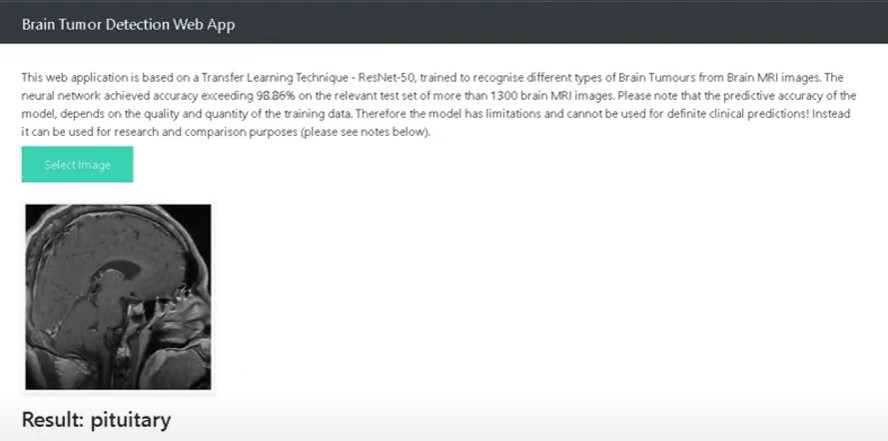 Brain Tumor Detection Web App
This web application is based on a Transfer Learning Technique - ResNet-50, trained to recognise different types of Brain Tumours from Brain MRI images. The
neural network achieved accuracy exceeding 98.86% on the relevant test set of more than 1300 brain MRI images. Please note that the predictive accuracy of the
model, depends on the quality and quantity of the training data. Therefore the model has limitations and cannot be used for definite clinical predictions! Instead
it can be used for research and comparison purposes (please see notes below).
Select Image
Result: pituitary